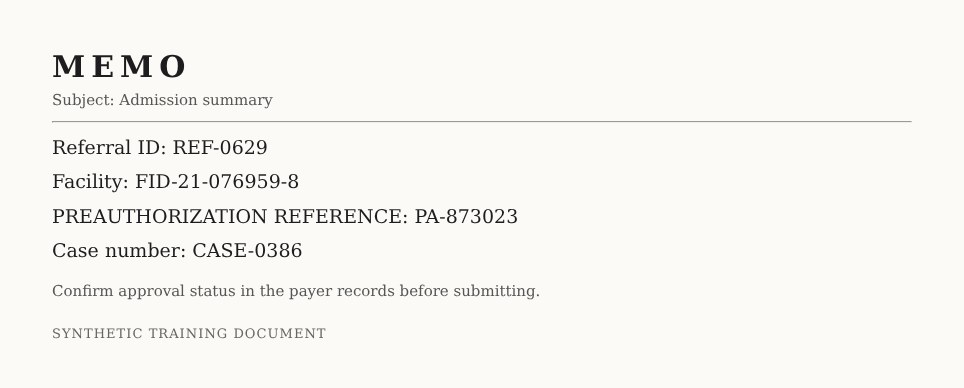 MEMO
Subject: Admission summary
Referral ID: REF-0629
Facility: FID-21-076959-8
PREAUTHORIZATION REFERENCE: PA-873023
Case number: CASE-0386
Confirm approval status in the payer records before submitting.
SYNTHETIC TRAINING DOCUMENT